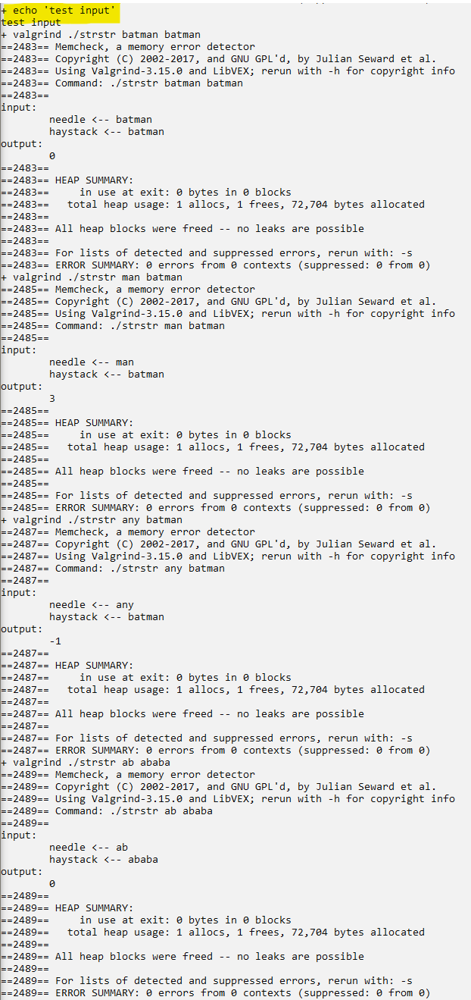 + echo 'test input'
test input
+ valgrind ./strstr batman batman
==2483== Memcheck, a memory error detector
==2483== Copyright (C) 2002-2017, and GNU GPL'd, by Julian Seward et al.
==2483== Using Valgrind-3.15.0 and LibVEX; rerun with -h for copyright info
==2483== Command: ./strstr batman batman
==2483==
input:
        needle <-- batman
        haystack <-- batman
output:
        0
==2483==
==2483== HEAP SUMMARY:
==2483==     in use at exit: 0 bytes in 0 blocks
==2483==   total heap usage: 1 allocs, 1 frees, 72,704 bytes allocated
==2483==
==2483== All heap blocks were freed -- no leaks are possible
==2483==
==2483== For lists of detected and suppressed errors, rerun with: -s
==2483== ERROR SUMMARY: 0 errors from 0 contexts (suppressed: 0 from 0)
+ valgrind ./strstr man batman
==2485== Memcheck, a memory error detector
==2485== Copyright (C) 2002-2017, and GNU GPL'd, by Julian Seward et al.
==2485== Using Valgrind-3.15.0 and LibVEX; rerun with -h for copyright info
==2485== Command: ./strstr man batman
==2485==
input:
        needle <-- man
        haystack <-- batman
output:
        3
==2485==
==2485== HEAP SUMMARY:
==2485==     in use at exit: 0 bytes in 0 blocks
==2485==   total heap usage: 1 allocs, 1 frees, 72,704 bytes allocated
==2485==
==2485== All heap blocks were freed -- no leaks are possible
==2485==
==2485== For lists of detected and suppressed errors, rerun with: -s
==2485== ERROR SUMMARY: 0 errors from 0 contexts (suppressed: 0 from 0)
+ valgrind ./strstr any batman
==2487== Memcheck, a memory error detector
==2487== Copyright (C) 2002-2017, and GNU GPL'd, by Julian Seward et al.
==2487== Using Valgrind-3.15.0 and LibVEX; rerun with -h for copyright info
==2487== Command: ./strstr any batman
==2487==
input:
        needle <-- any
        haystack <-- batman
output:
        -1
==2487==
==2487== HEAP SUMMARY:
==2487==     in use at exit: 0 bytes in 0 blocks
==2487==   total heap usage: 1 allocs, 1 frees, 72,704 bytes allocated
==2487==
==2487== All heap blocks were freed -- no leaks are possible
==2487==
==2487== For lists of detected and suppressed errors, rerun with: -s
==2487== ERROR SUMMARY: 0 errors from 0 contexts (suppressed: 0 from 0)
+ valgrind ./strstr ab ababa
==2489== Memcheck, a memory error detector
==2489== Copyright (C) 2002-2017, and GNU GPL'd, by Julian Seward et al.
==2489== Using Valgrind-3.15.0 and LibVEX; rerun with -h for copyright info
==2489== Command: ./strstr ab ababa
==2489==
input:
        needle <-- ab
        haystack <-- ababa
output:
        0
==2489==
==2489== HEAP SUMMARY:
==2489==     in use at exit: 0 bytes in 0 blocks
==2489==   total heap usage: 1 allocs, 1 frees, 72,704 bytes allocated
==2489==
==2489== All heap blocks were freed -- no leaks are possible
==2489==
==2489== For lists of detected and suppressed errors, rerun with: -s
==2489== ERROR SUMMARY: 0 errors from 0 contexts (suppressed: 0 from 0)